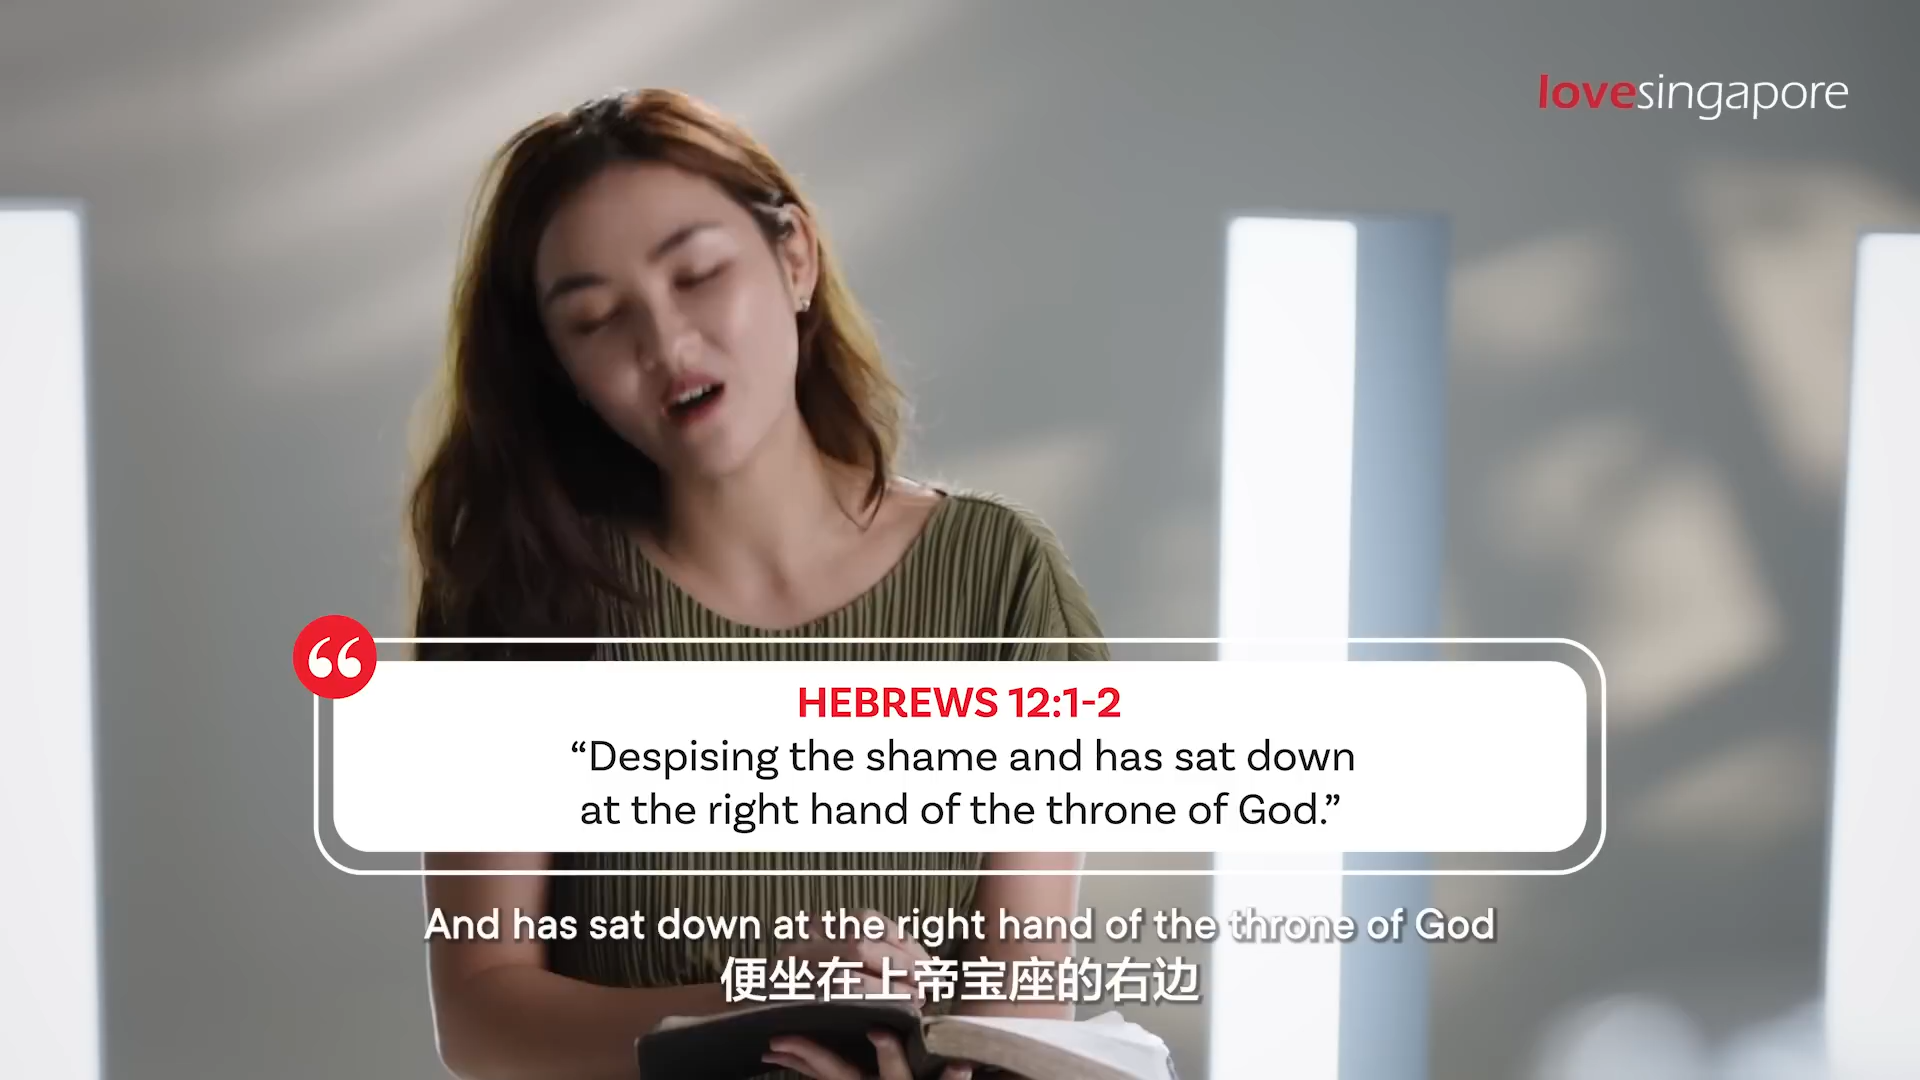 lovesingapore
“
HEBREWS 12:1-2
“Despising the shame and has sat down
at the right hand of the throne of God.”
And has sat down at the right hand of the throne of God
便坐在上帝宝座的右边